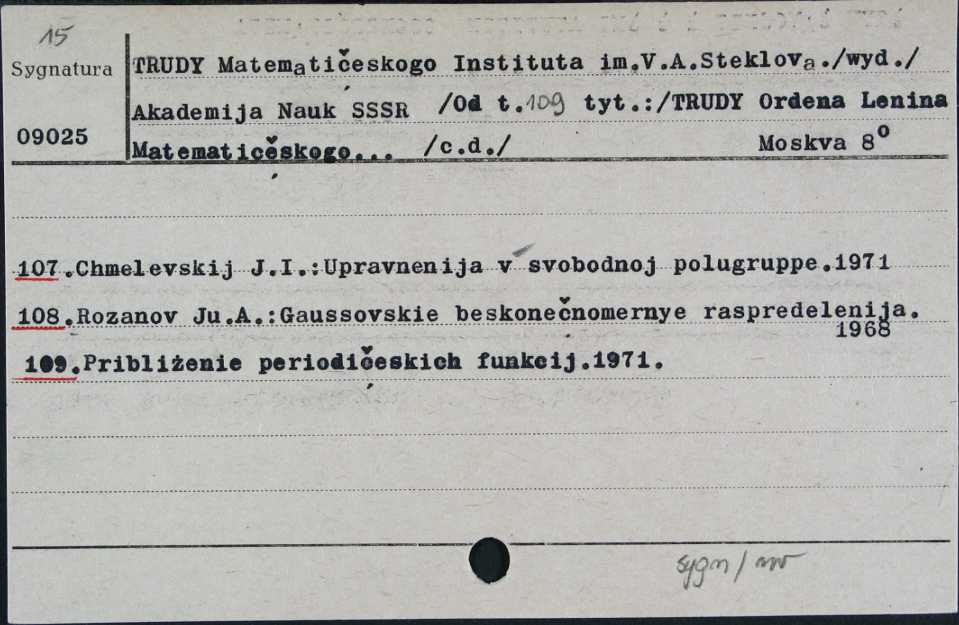 15
Sygnatura
09025
TRUDY Matematičeskogo Instituta im.V.A.Steklova./wyd./
Akademija Nauk SSSR /Od t.109 tyt.:/TRUDY Ordena Lenina
Matematičeskogo... /c.d./ Moskva 8°
107.Chmelevskij J.I.:Upravnenija v svobodnoj polugruppe.1971
108.Rozanov Ju.A.:Gaussovskie beskonečnomernye raspredelenija.
1968
109.Približenie periodičeskich funkcij.1971.
sygn /